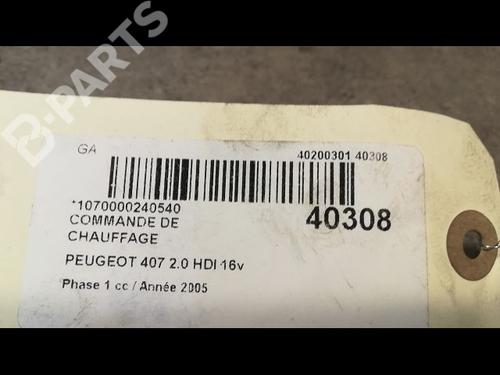 B-PARTS
GA
40200301 40308
*1070000240540
40308
COMMANDE DE
CHAUFFAGE
PEUGEOT 407 2.0 HDI 16v
Phase 1 cc / Année 2005